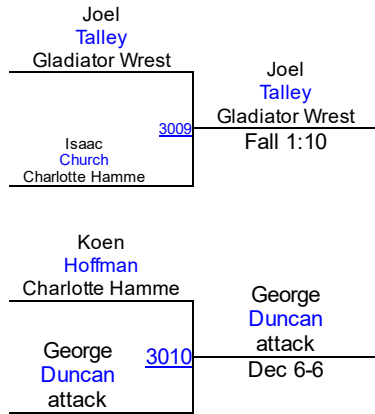 Joel
Talley
Gladiator Wrest
3009
Isaac
Church
Charlotte Hamme
Joel
Talley
Gladiator Wrest
Fall 1:10
Koen
Hoffman
Charlotte Hamme
George
Duncan
attack
3010
George
Duncan
attack
Dec 6-6